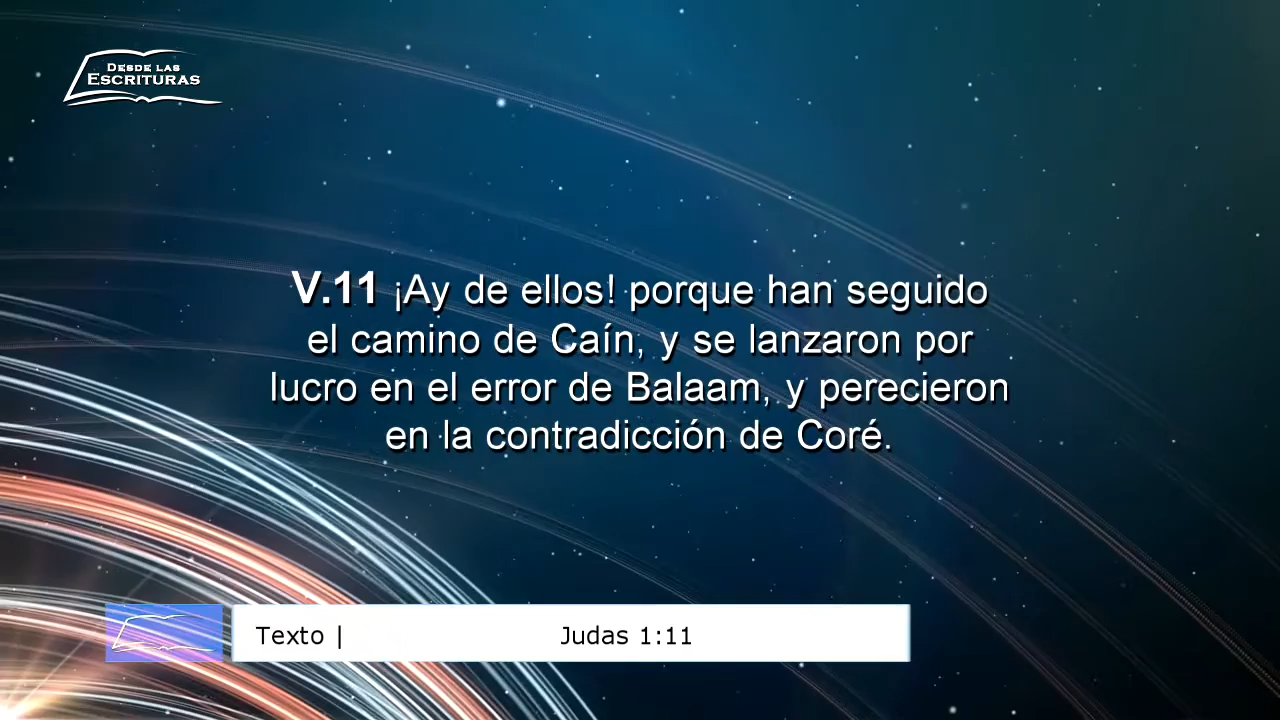 DESDE LAS
ESCRITURAS
V.11 ¡Ay de ellos! porque han seguido
el camino de Caín, y se lanzaron por
lucro en el error de Balaam, y perecieron
en la contradicción de Coré.
Texto | Judas 1:11